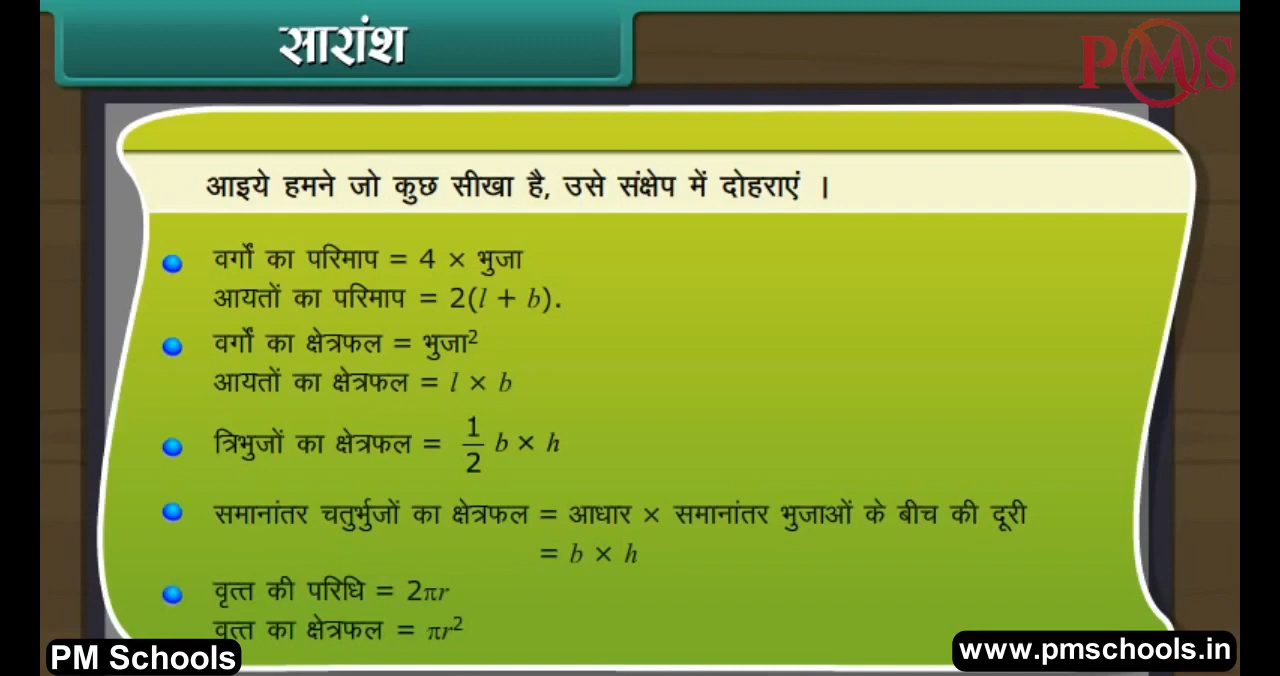 सारांश
PMS
आइये हमने जो कुछ सीखा है, उसे संक्षेप में दोहराएं ।
वर्गों का परिमाप = 4 × भुजा
आयतों का परिमाप = 2(l + b).
वर्गों का क्षेत्रफल = भुजा²
आयतों का क्षेत्रफल = l × b
त्रिभुजों का क्षेत्रफल = 1/2 b × h
समानांतर चतुर्भुजों का क्षेत्रफल = आधार × समानांतर भुजाओं के बीच की दूरी
= b × h
वृत्त की परिधि = 2πr
वृत्त का क्षेत्रफल = πr²
PM Schools
www.pmschools.in